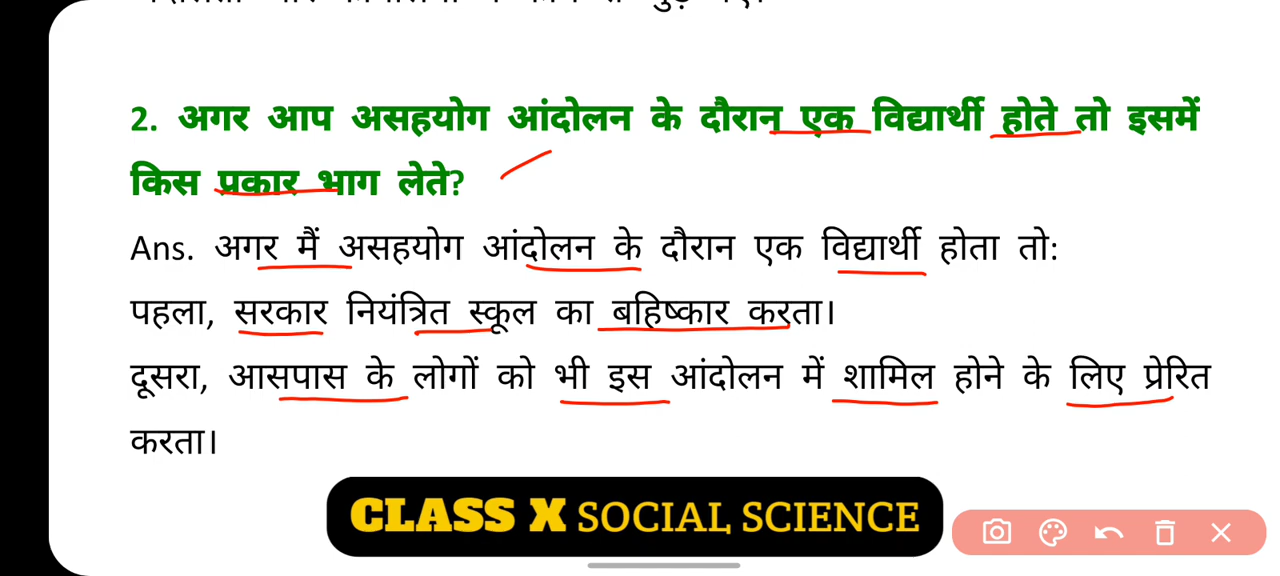 2. अगर आप असहयोग आंदोलन के दौरान एक विद्यार्थी होते तो इसमें
किस प्रकार भाग लेते?
Ans. अगर मैं असहयोग आंदोलन के दौरान एक विद्यार्थी होता तो:
पहला, सरकार नियंत्रित स्कूल का बहिष्कार करता।
दूसरा, आसपास के लोगों को भी इस आंदोलन में शामिल होने के लिए प्रेरित
करता।
CLASS X SOCIAL SCIENCE